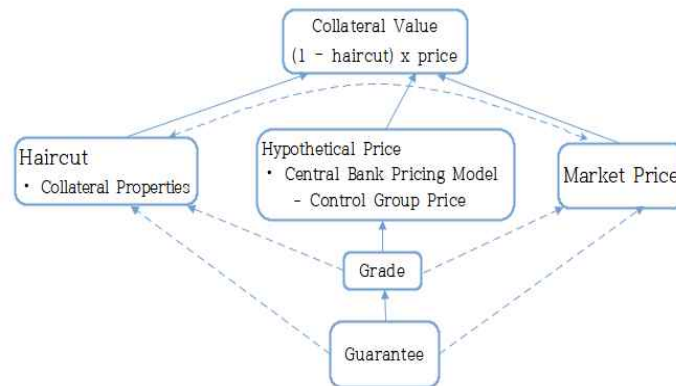 Collateral Value
(1 - haircut) x price
Haircut
• Collateral Properties
Hypothetical Price
• Central Bank Pricing Model
- Control Group Price
Market Price
Grade
Guarantee